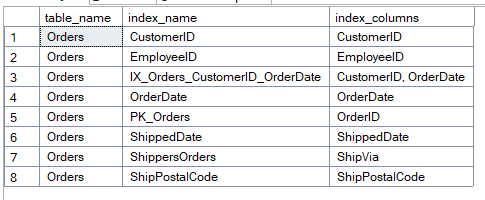 table_name index_name index_columns
1 Orders CustomerID CustomerID
2 Orders EmployeeID EmployeeID
3 Orders IX_Orders_CustomerID_OrderDate CustomerID, OrderDate
4 Orders OrderDate OrderDate
5 Orders PK_Orders OrderID
6 Orders ShippedDate ShippedDate
7 Orders ShippersOrders ShipVia
8 Orders ShipPostalCode ShipPostalCode